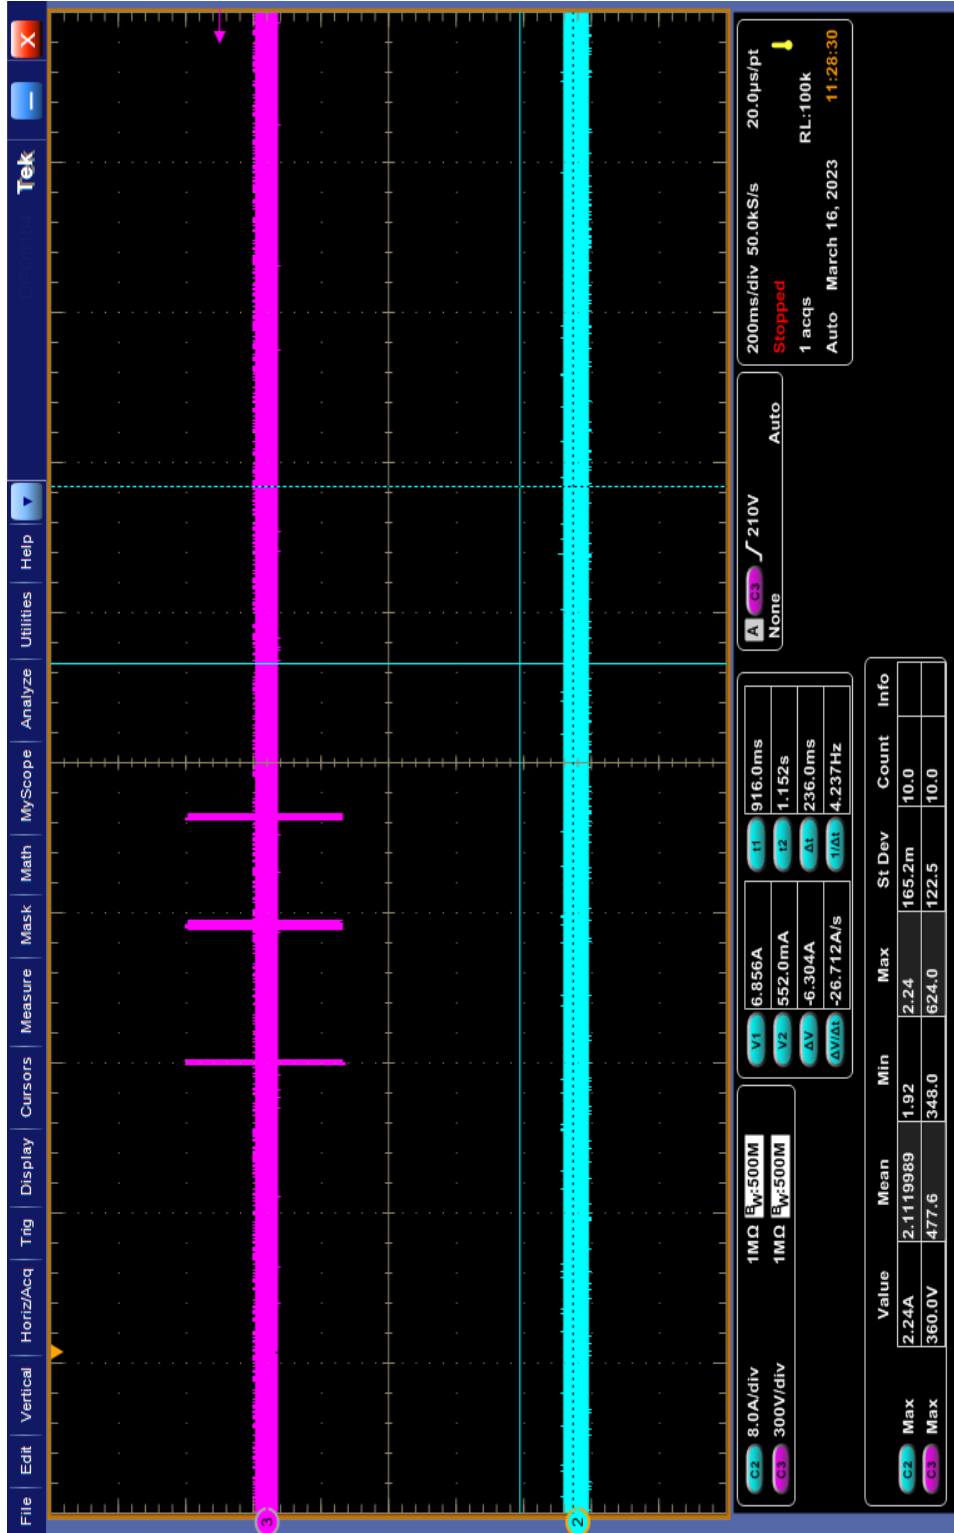 File Edit Vertical Horiz/Acq Trig Display Cursors Measure Mask Math MyScope Analyze Utilities Help
Tek
X
3
2
C2 8.0A/div 1MΩ BW:500M
C3 300V/div 1MΩ BW:500M
V1 6.856A
V2 552.0mA
ΔV -6.304A
ΔV/Δt -26.712A/s
t1 916.0ms
t2 1.152s
Δt 236.0ms
1/Δt 4.237Hz
A C3 210V
None Auto
200ms/div 50.0kS/s 20.0µs/pt
Stopped
1 acqs RL:100k
Auto March 16, 2023 11:28:30
Value Mean Min Max St Dev Count Info
C2 Max 2.24A 2.1119989 1.92 2.24 165.2m 10.0
C3 Max 360.0V 477.6 348.0 624.0 122.5 10.0